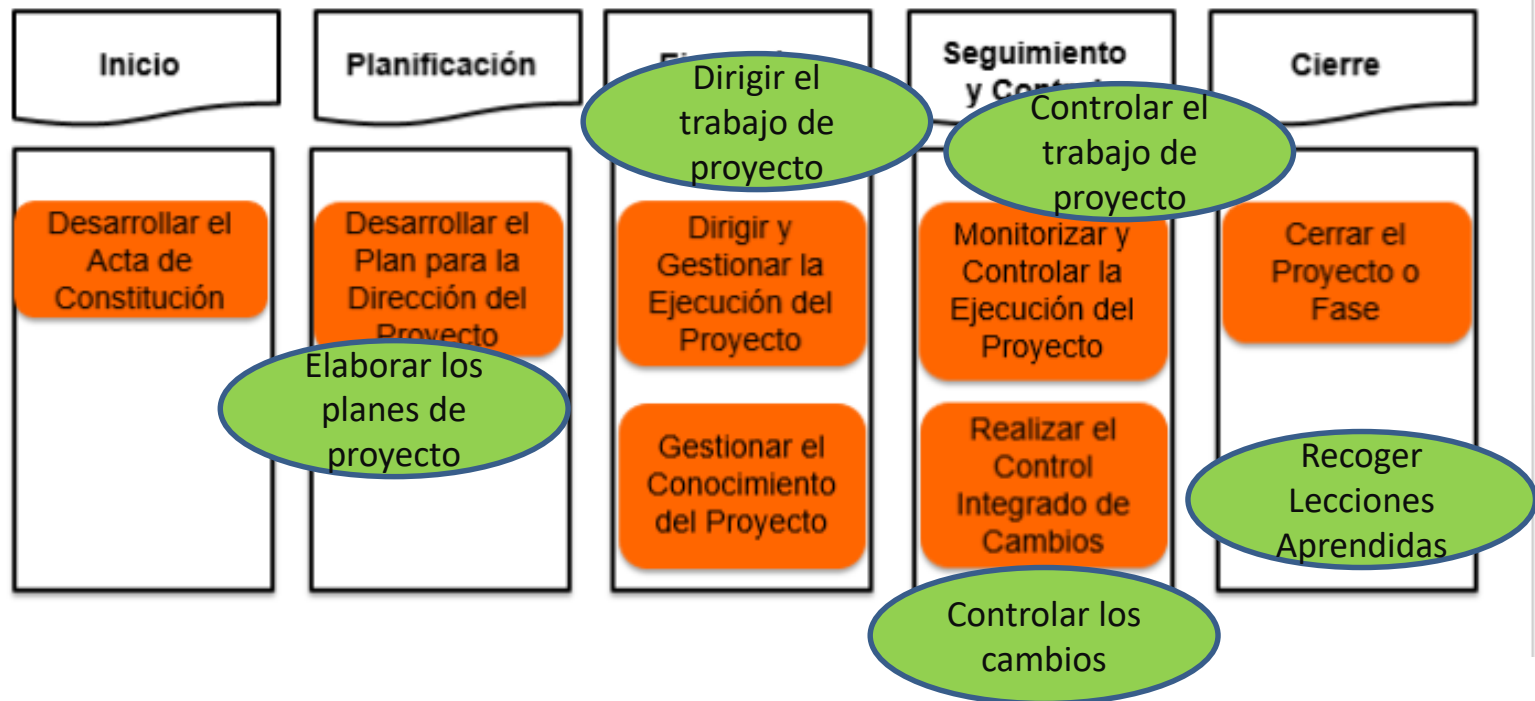 Inicio
Planificación
Seguimiento
Cierre
Dirigir el
trabajo de
proyecto
Controlar el
trabajo de
proyecto
Desarrollar el
Acta de
Constitución
Desarrollar el
Plan para la
Dirección del
Proyecto
Elaborar los
planes de
proyecto
Dirigir y
Gestionar la
Ejecución del
Proyecto
Gestionar el
Conocimiento
del Proyecto
Monitorizar y
Controlar la
Ejecución del
Proyecto
Realizar el
Control
Integrado de
Cambios
Controlar los
cambios
Cerrar el
Proyecto o
Fase
Recoger
Lecciones
Aprendidas